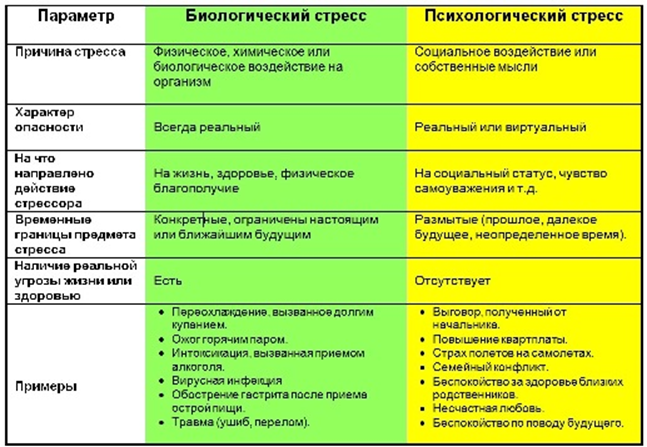 Параметр
Биологический стресс
Психологический стресс
Причина стресса
Физическое, химическое или
биологическое воздействие на
организм
Социальное воздействие или
собственные мысли
Характер
опасности
Всегда реальный
Реальный или виртуальный
На что
направлено
действие
стрессора
На жизнь, здоровье, физическое
благополучие
На социальный статус, чувство
самоуважения и т.д.
Временные
границы предмета
стресса
Конкретные, ограничены настоящим
или ближайшим будущим
Размытые (прошлое, далекое
будущее, неопределенное время).
Наличие реальной
угрозы жизни или
здоровью
Есть
Отсутствует
Примеры
• Переохлаждение, вызванное долгим
купанием.
• Ожог горячим паром.
• Интоксикация, вызванная приемом
алкоголя.
• Вирусная инфекция
• Обострение гастрита после приема
острой пищи.
• Травма (ушиб, перелом).
• Выговор, полученный от
начальника.
• Повышение квартплаты.
• Страх полетов на самолетах.
• Семейный конфликт.
• Беспокойство за здоровье близких
родственников.
• Несчастная любовь.
• Беспокойство по поводу будущего.